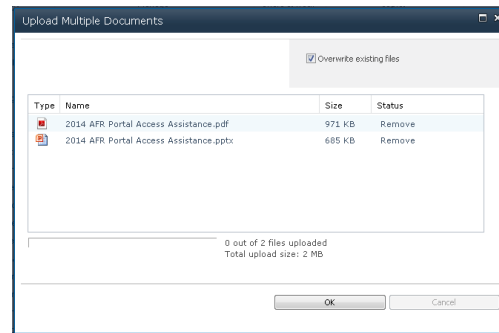 Upload Multiple Documents
Overwrite existing files
Type Name Size Status
2014 AFR Portal Access Assistance.pdf 971 KB Remove
2014 AFR Portal Access Assistance.pptx 685 KB Remove
0 out of 2 files uploaded
Total upload size: 2 MB
OK Cancel